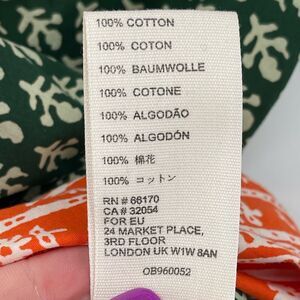 100% COTTON
100% COTON
100% BAUMWOLLE
100% COTONE
100% ALGODÃO
100% ALGODÓN
100% 棉花
100% コットン
RN # 66170
CA # 32054
FOR EU
24 MARKET PLACE,
3RD FLOOR
LONDON UK W1W 8AN
OB960052